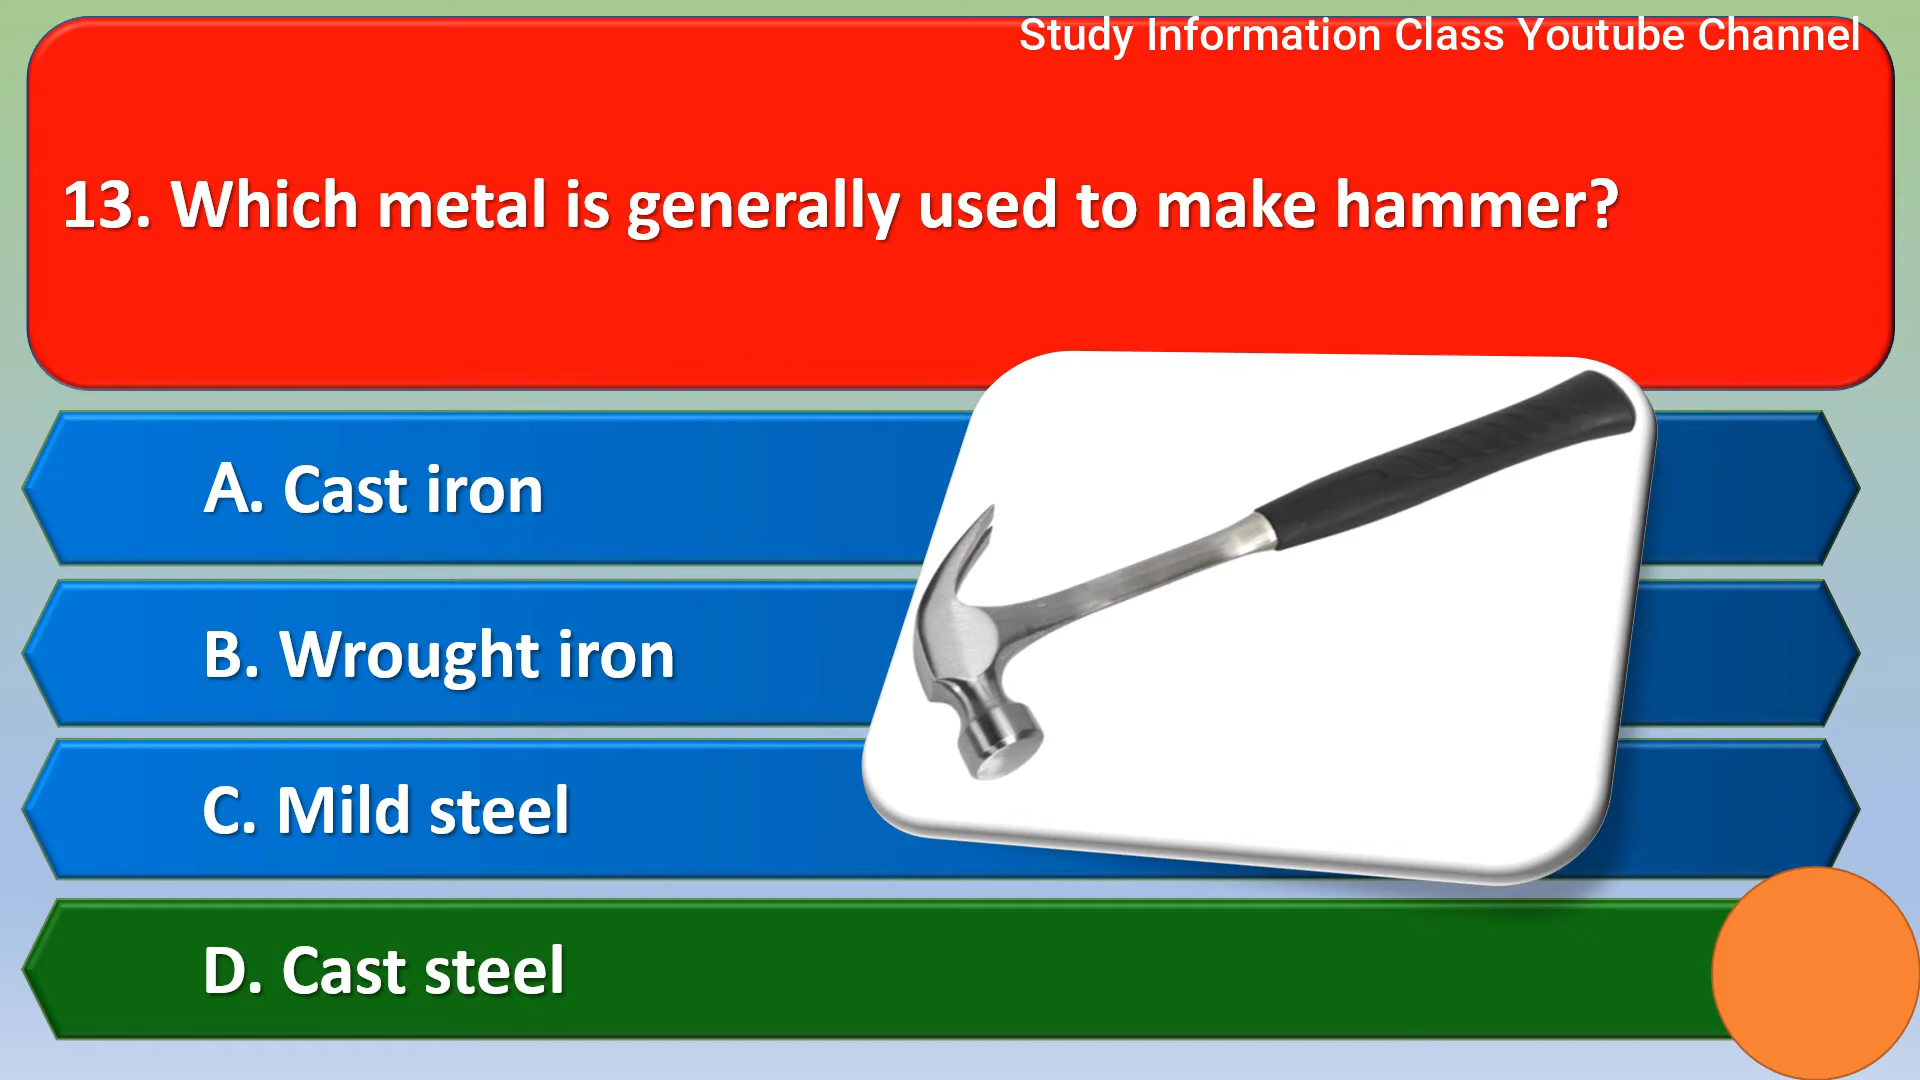 Study Information Class Youtube Channel
13. Which metal is generally used to make hammer?
A. Cast iron
B. Wrought iron
C. Mild steel
D. Cast steel